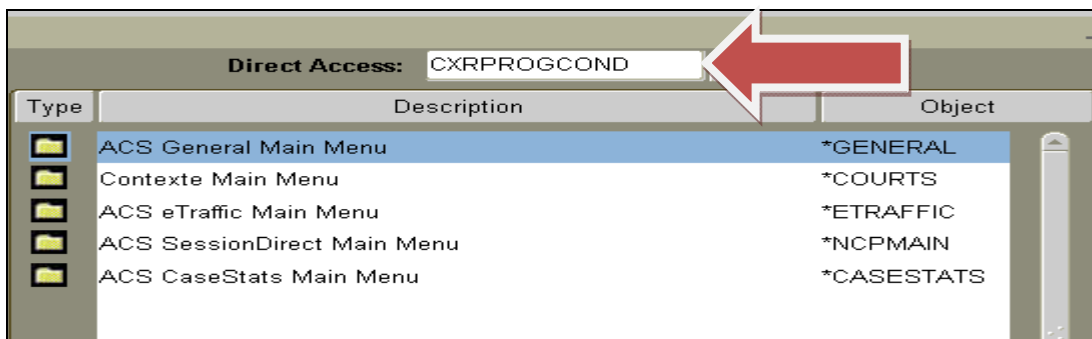 Direct Access: CXRPROGCOND
Type Description Object
ACS General Main Menu *GENERAL
Contexte Main Menu *COURTS
ACS eTraffic Main Menu *ETRAFFIC
ACS SessionDirect Main Menu *NCPMAIN
ACS CaseStats Main Menu *CASESTATS